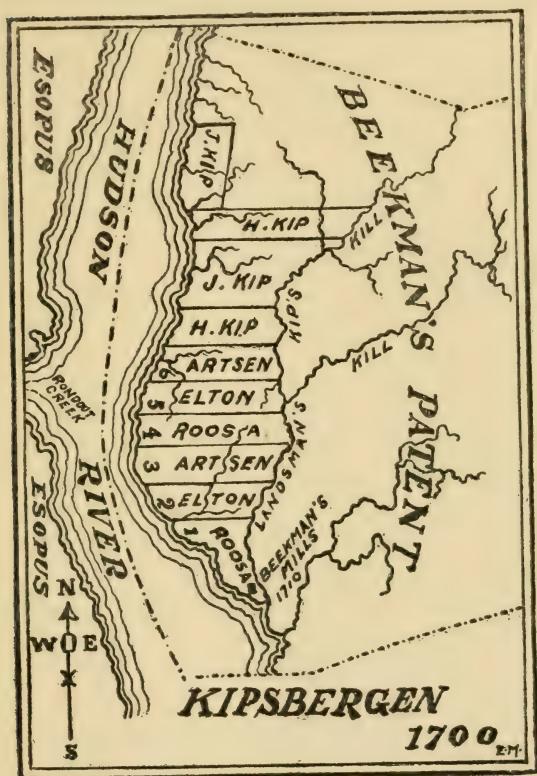 ESOPUS
HUDSON
RIVER
BEEKMAN'S PATENT
J. KIP
H. KIP
KILL
J. KIP
KIP'S
H. KIP
6 ARTSEN
KILL
5 ELTON
RONDOUT
CREEK
4 ROOSA
3 ARTSEN
LANDSMAN'S
2 ELTON
1 ROOSA
BEEKMAN'S
MILLS
1710
ESOPUS
N
W E
S
KIPSBERGEN
1700
E.M.